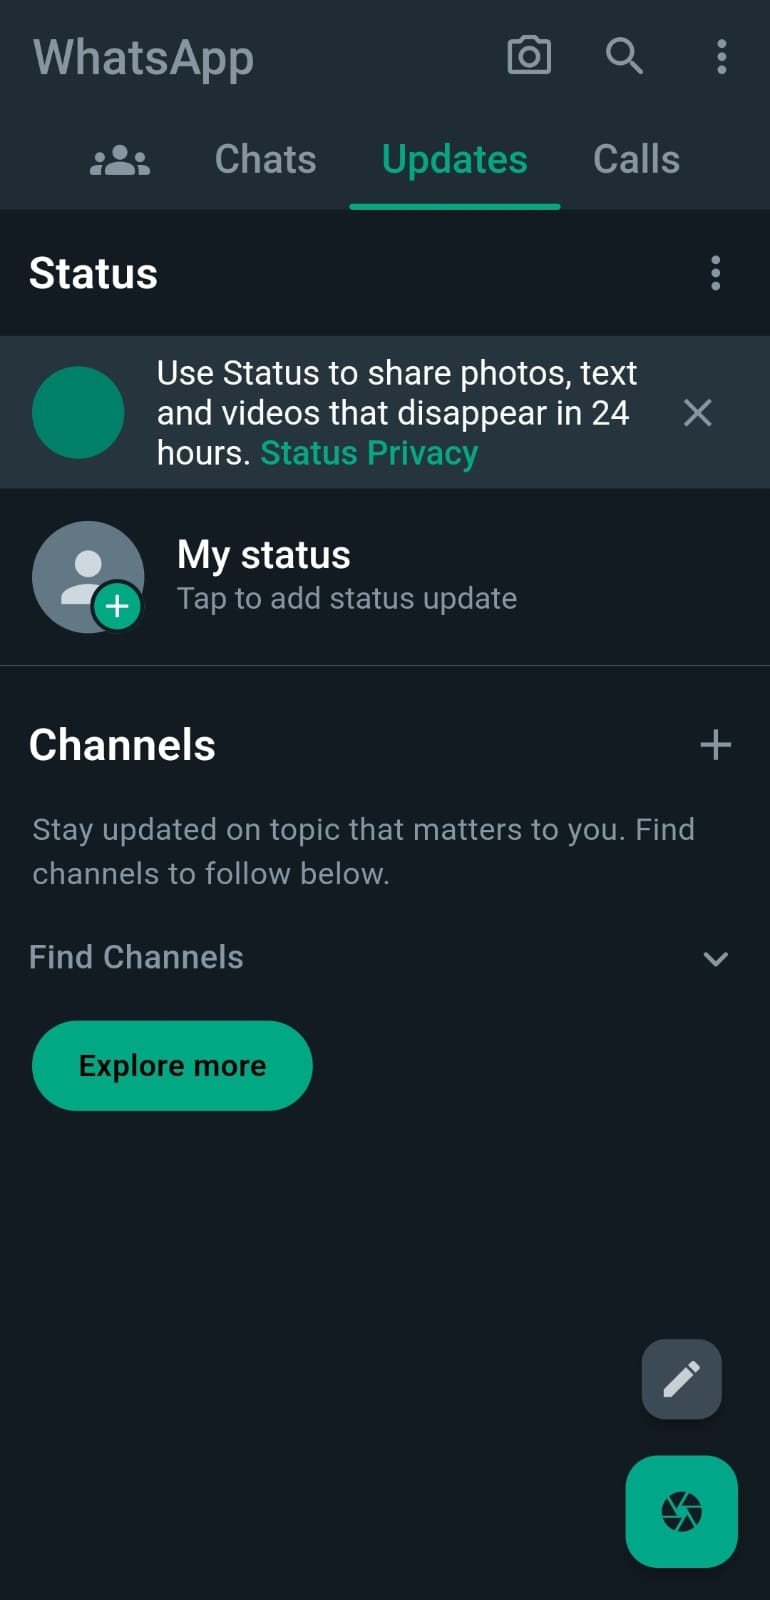 WhatsApp
Chats
Updates
Calls
Status
Use Status to share photos, text
and videos that disappear in 24
hours. Status Privacy
My status
Tap to add status update
Channels
Stay updated on topic that matters to you. Find
channels to follow below.
Find Channels
Explore more